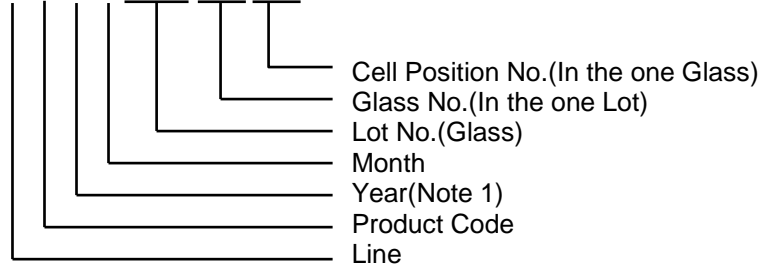 Cell Position No.(In the one Glass)
Glass No.(In the one Lot)
Lot No.(Glass)
Month
Year(Note 1)
Product Code
Line